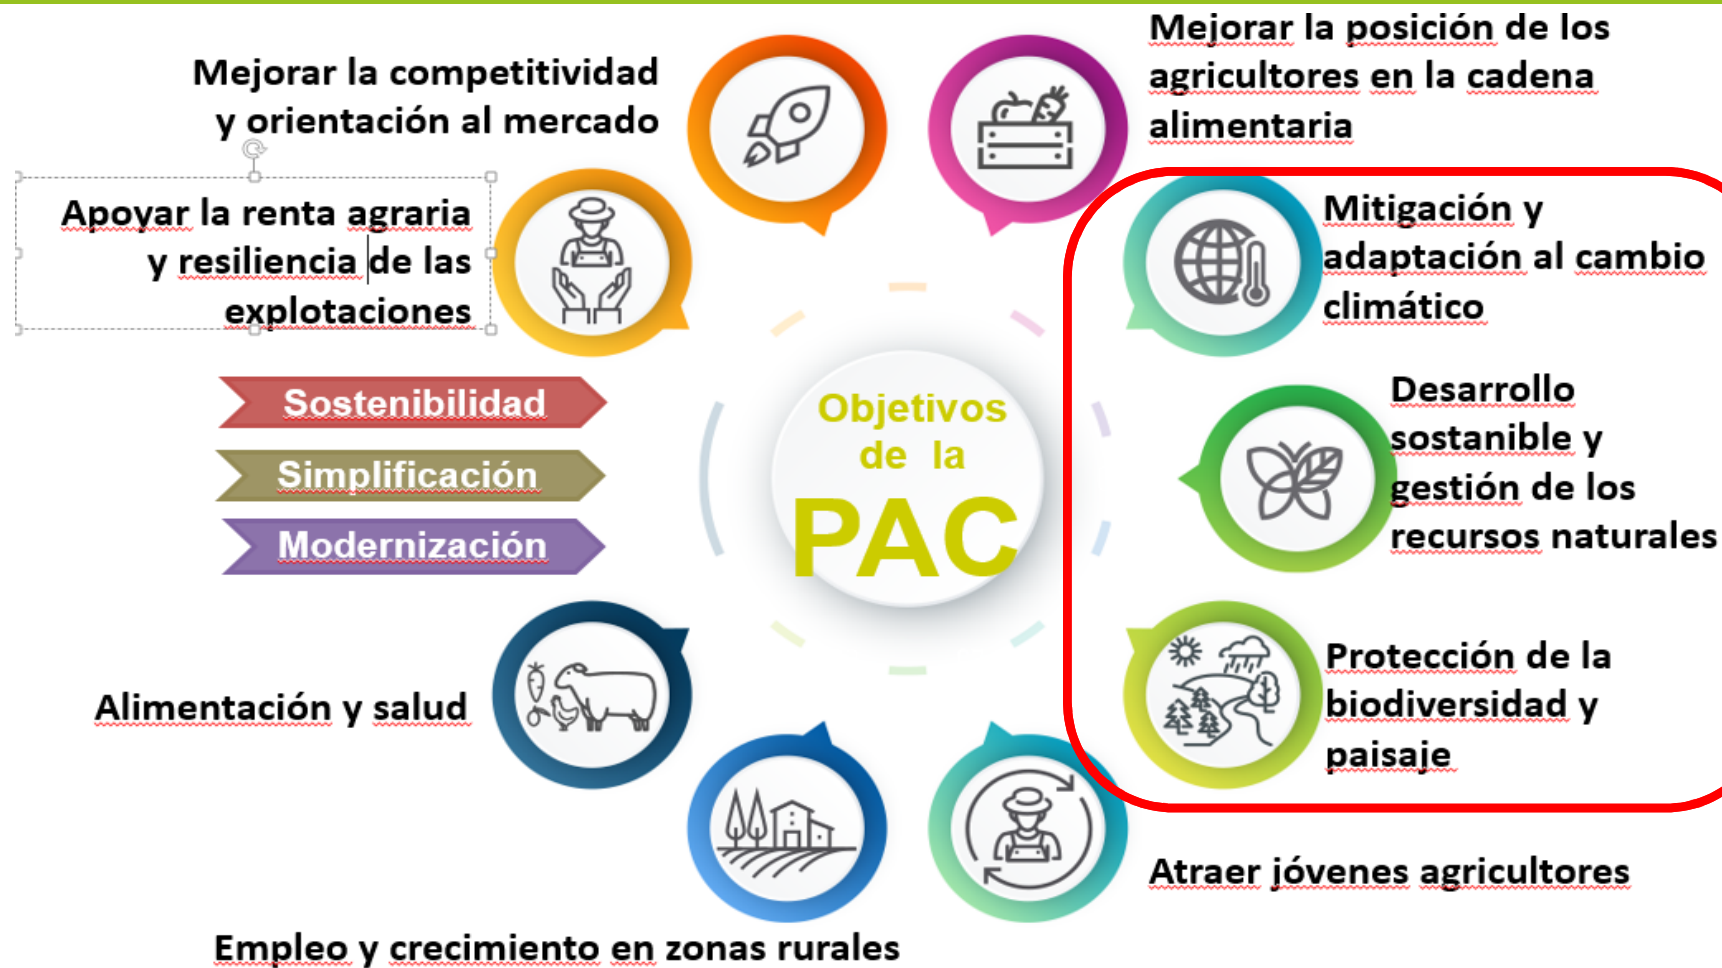 Mejorar la competitividad
y orientación al mercado
Mejorar la posición de los
agricultores en la cadena
alimentaria
Apoyar la renta agraria
y resiliencia de las
explotaciones
Mitigación y
adaptación al cambio
climático
Sostenibilidad
Simplificación
Modernización
Objetivos
de la
PAC
Desarrollo
sostanible y
gestión de los
recursos naturales
Alimentación y salud
Protección de la
biodiversidad y
paisaje
Empleo y crecimiento en zonas rurales
Atraer jóvenes agricultores